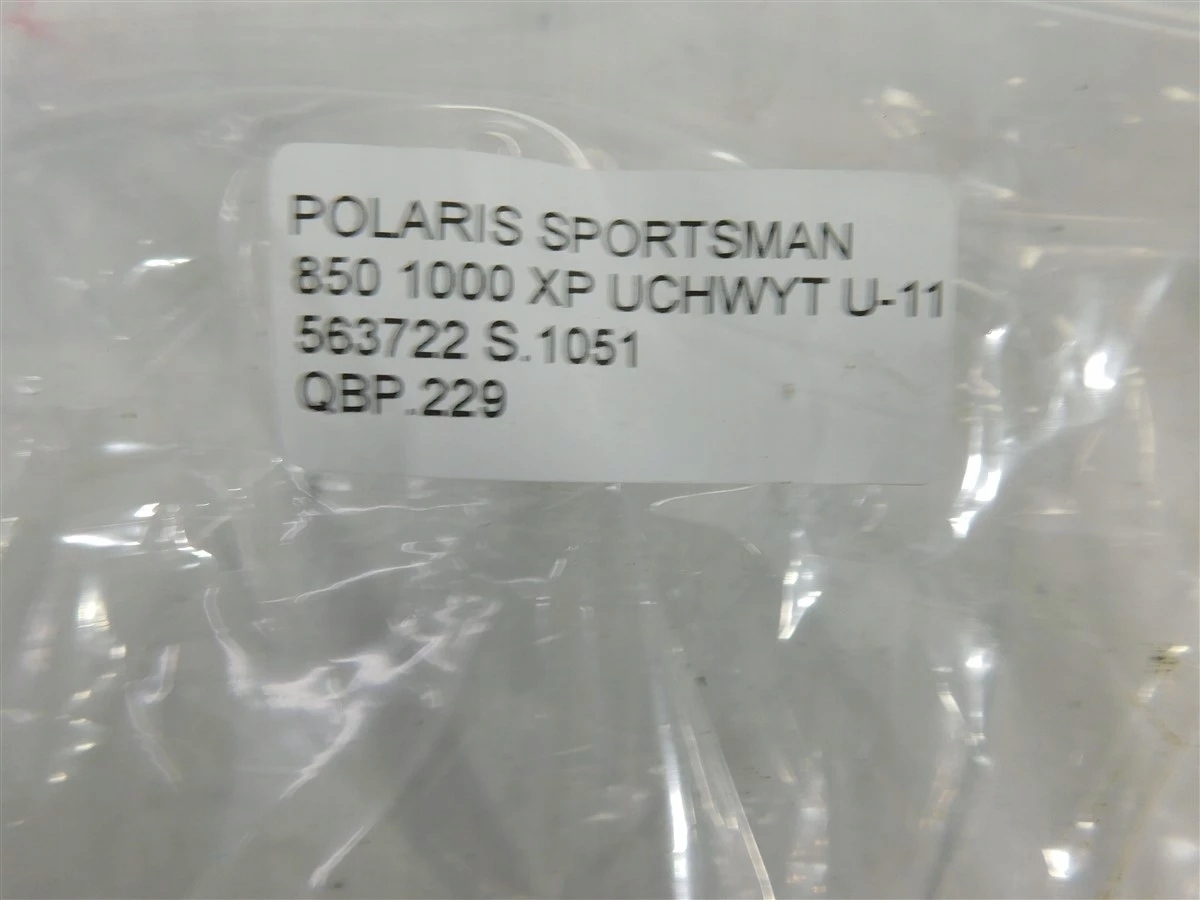 POLARIS SPORTSMAN
850 1000 XP UCHWYT U-11
563722 S.1051
QBP.229